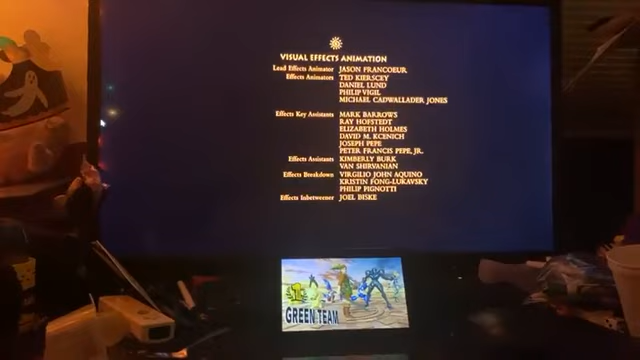 VISUAL EFFECTS ANIMATION
Lead Effects Animator JASON FRANCOEUR
Effects Animators TED KIERSCEY
DANIEL LUND
PHILIP VIGIL
MICHAEL CADWALLADER JONES
Effects Key Assistants MARK BARROWS
RAY HOFSTEDT
ELIZABETH HOLMES
DAVID M. KCENICH
JOSEPH PEPE
PETER FRANCIS PEPE, JR.
Effects Assistants KIMBERLY BURK
VAN SHIRVANIAN
Effects Breakdown VIRGILIO JOHN AQUINO
KRISTIN FONG-LUKAVSKY
PHILIP PIGNOTTI
Effects Inbetweener JOEL BISKE
1
GREEN TEAM